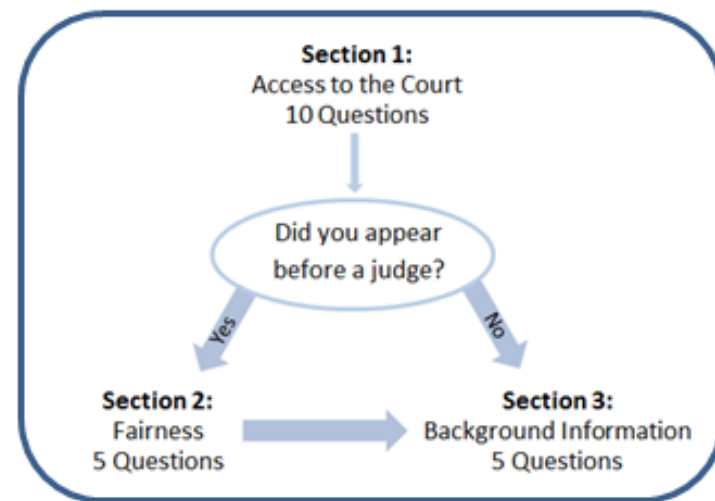 Section 1:
Access to the Court
10 Questions
Did you appear
before a judge?
Yes
No
Section 2:
Fairness
5 Questions
Section 3:
Background Information
5 Questions